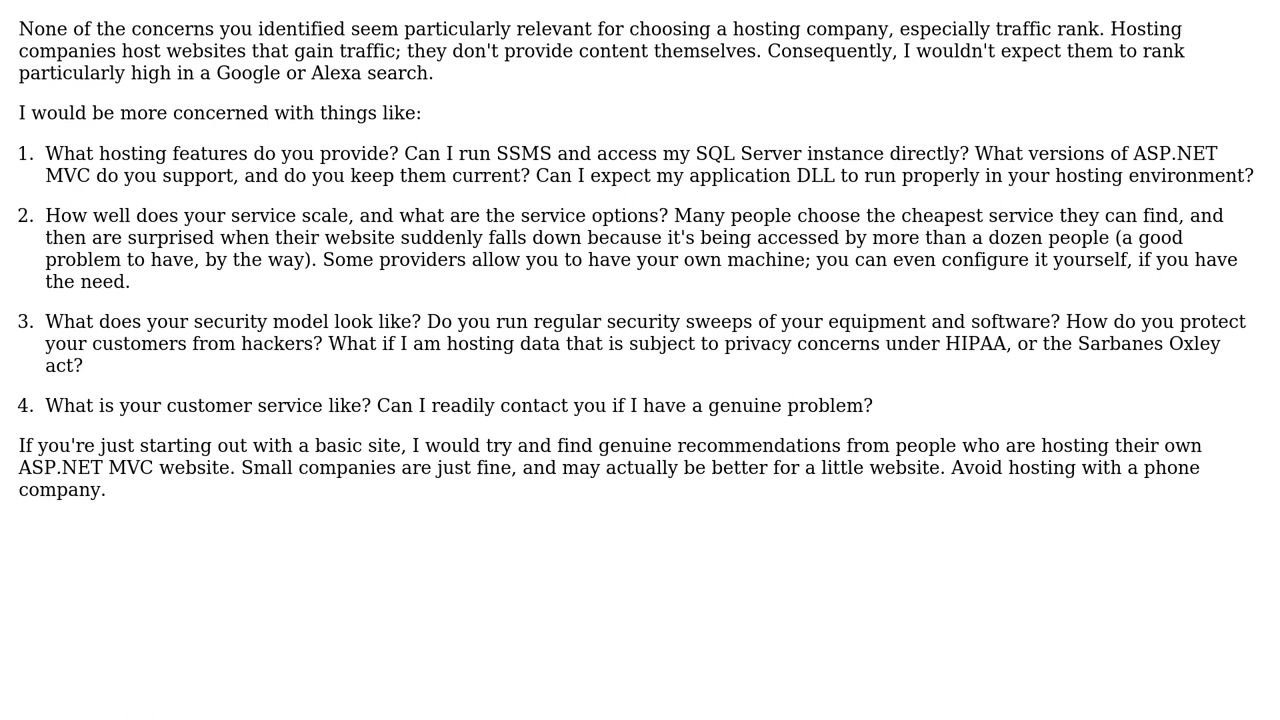 None of the concerns you identified seem particularly relevant for choosing a hosting company, especially traffic rank. Hosting
companies host websites that gain traffic; they don't provide content themselves. Consequently, I wouldn't expect them to rank
particularly high in a Google or Alexa search.
I would be more concerned with things like:
1. What hosting features do you provide? Can I run SSMS and access my SQL Server instance directly? What versions of ASP.NET
MVC do you support, and do you keep them current? Can I expect my application DLL to run properly in your hosting environment?
2. How well does your service scale, and what are the service options? Many people choose the cheapest service they can find, and
then are surprised when their website suddenly falls down because it's being accessed by more than a dozen people (a good
problem to have, by the way). Some providers allow you to have your own machine; you can even configure it yourself, if you have
the need.
3. What does your security model look like? Do you run regular security sweeps of your equipment and software? How do you protect
your customers from hackers? What if I am hosting data that is subject to privacy concerns under HIPAA, or the Sarbanes Oxley
act?
4. What is your customer service like? Can I readily contact you if I have a genuine problem?
If you're just starting out with a basic site, I would try and find genuine recommendations from people who are hosting their own
ASP.NET MVC website. Small companies are just fine, and may actually be better for a little website. Avoid hosting with a phone
company.